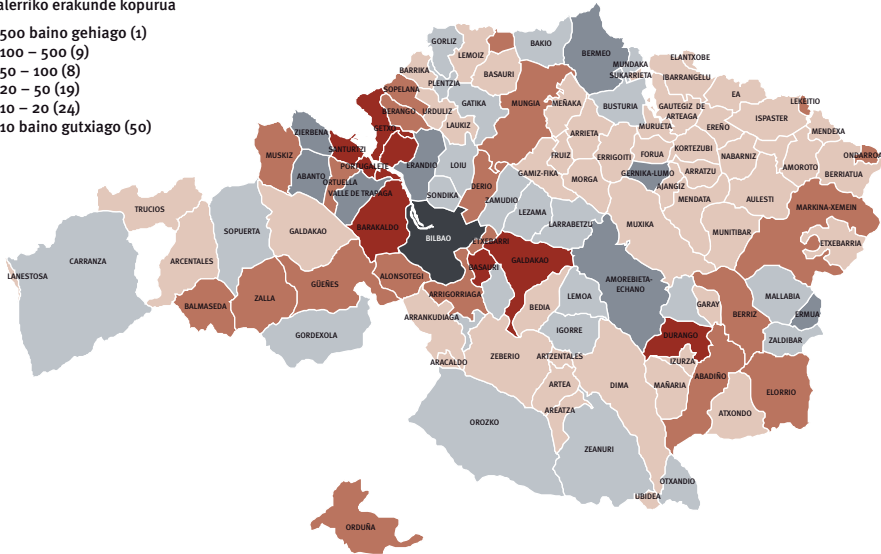 alerriko erakunde kopurua
500 baino gehiago (1)
100 – 500 (9)
50 – 100 (8)
20 – 50 (19)
10 – 20 (24)
10 baino gutxiago (50)
GORLIZ
BAKIO
BERMEO
LEMOIZ
MUNDAKA
ELANTXOBE
BARRIKA
BASAURI
SUKARRIETA
IBARRANGELU
PLENTZIA
SOPELANA
EA
GATIKA
MUNGIA
MEÑAKA
BUSTURIA
GAUTEGIZ DE
ARTEAGA
LEKEITIO
BERANGO
URDULIZ
ISPASTER
LAUKIZ
GETXO
ARRIETA
MURUETA
EREÑO
MENDEXA
ZIERBENA
SANTURTZI
MUSKIZ
FRUIZ
ERRIGOITI
FORUA
KORTEZUBI
NABARNIZ
ONDARROA
PORTUGALETE
ERANDIO
LOIU
AMOROTO
BERRIATUA
ABANTO
ORTUELLA
DERIO
GAMIZ-FIKA
MORGA
GERNIKA-LUMO
ARRATZU
AJANGIZ
VALLE DE TRAPAGA
SONDIKA
ZAMUDIO
MENDATA
AULESTI
MARKINA-XEMEIN
TRUCIOS
LEZAMA
SOPUERTA
GALDAKAO
BARAKALDO
BILBAO
LARRABETZU
MUXIKA
MUNITIBAR
ETXEBARRI
ETXEBARRIA
CARRANZA
ARCENTALES
BASAURI
GALDAKAO
LANESTOSA
ALONSOTEGI
AMOREBIETA-
ECHANO
GÜEÑES
ARRIGORRIAGA
LEMOA
MALLABIA
BALMASEDA
ZALLA
BEDIA
GARAY
BERRIZ
ERMUA
ARRANKUDIAGA
GORDEXOLA
IGORRE
DURANGO
ZALDIBAR
ZEBERIO
ARTZENTALES
IZURZA
ARACALDO
ABADIÑO
ARTEA
DIMA
MAÑARIA
ELORRIO
AREATZA
ATXONDO
OROZKO
ZEANURI
OTXANDIO
UBIDEA
ORDUÑA